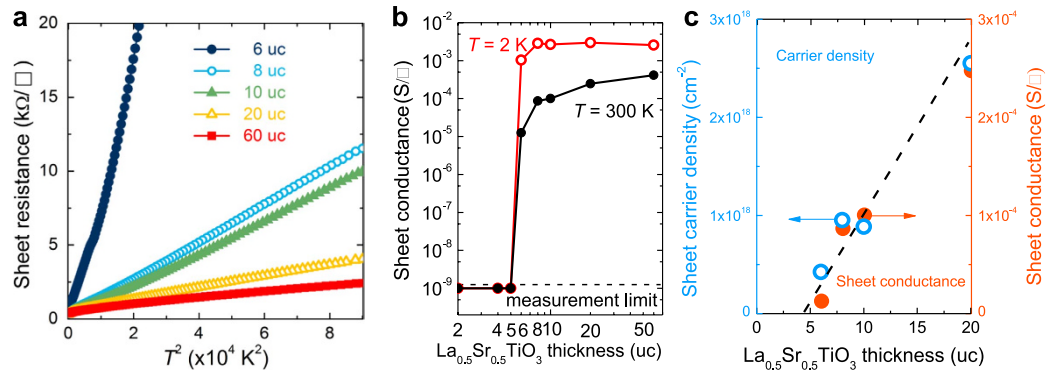 a
Sheet resistance (kΩ/□)
20
15
10
5
0
6 uc
8 uc
10 uc
20 uc
60 uc
0 2 4 6 8
T² (x10⁴ K²)
b
Sheet conductance (S/□)
10⁻²
10⁻³
10⁻⁴
10⁻⁵
10⁻⁶
10⁻⁷
10⁻⁸
10⁻⁹
10⁻¹⁰
T = 2 K
T = 300 K
measurement limit
2 4 5 6 8 10 20 50
La₀.₅Sr₀.₅TiO₃ thickness (uc)
c
Sheet carrier density (cm⁻²)
3x10¹⁸
2x10¹⁸
1x10¹⁸
0
Carrier density
Sheet conductance
3x10⁻⁴
2x10⁻⁴
1x10⁻⁴
0
Sheet conductance (S/□)
0 5 10 15 20
La₀.₅Sr₀.₅TiO₃ thickness (uc)